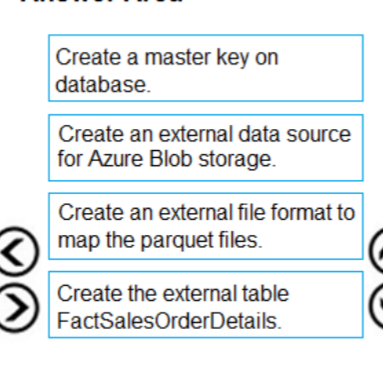 Create a master key on
database.
Create an external data source
for Azure Blob storage.
Create an external file format to
map the parquet files.
Create the external table
FactSalesOrderDetails.